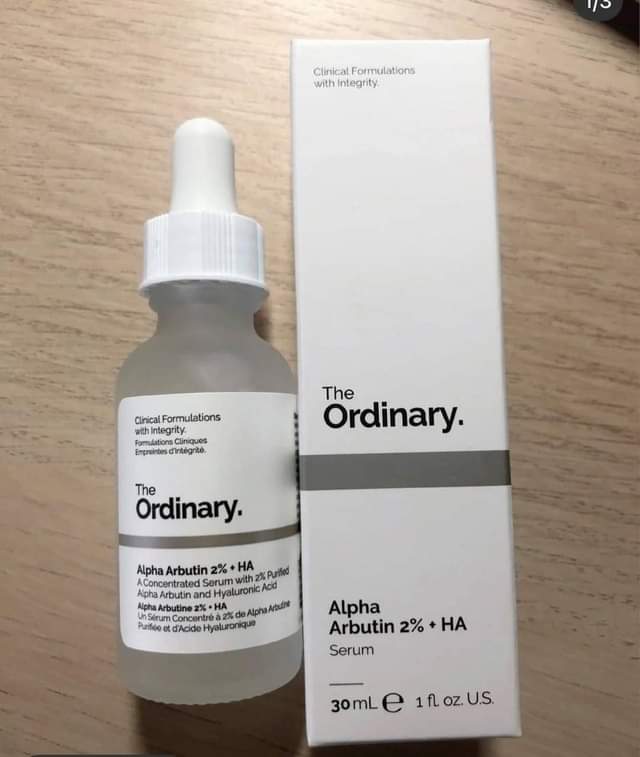 1/3
Clinical Formulations
with Integrity.
The
Ordinary.
Alpha
Arbutin 2% + HA
Serum
30 mL e 1 fl oz. U.S.
Clinical Formulations
with Integrity.
Formulations Cliniques
Empreintes d'Intégrité.
The
Ordinary.
Alpha Arbutin 2% + HA
A Concentrated Serum with 2% Purified
Alpha Arbutin and Hyaluronic Acid
Alpha Arbutine 2% + HA
Un Sérum Concentré à 2% de Alpha Arbutine
Purifiée et d'Acide Hyaluronique